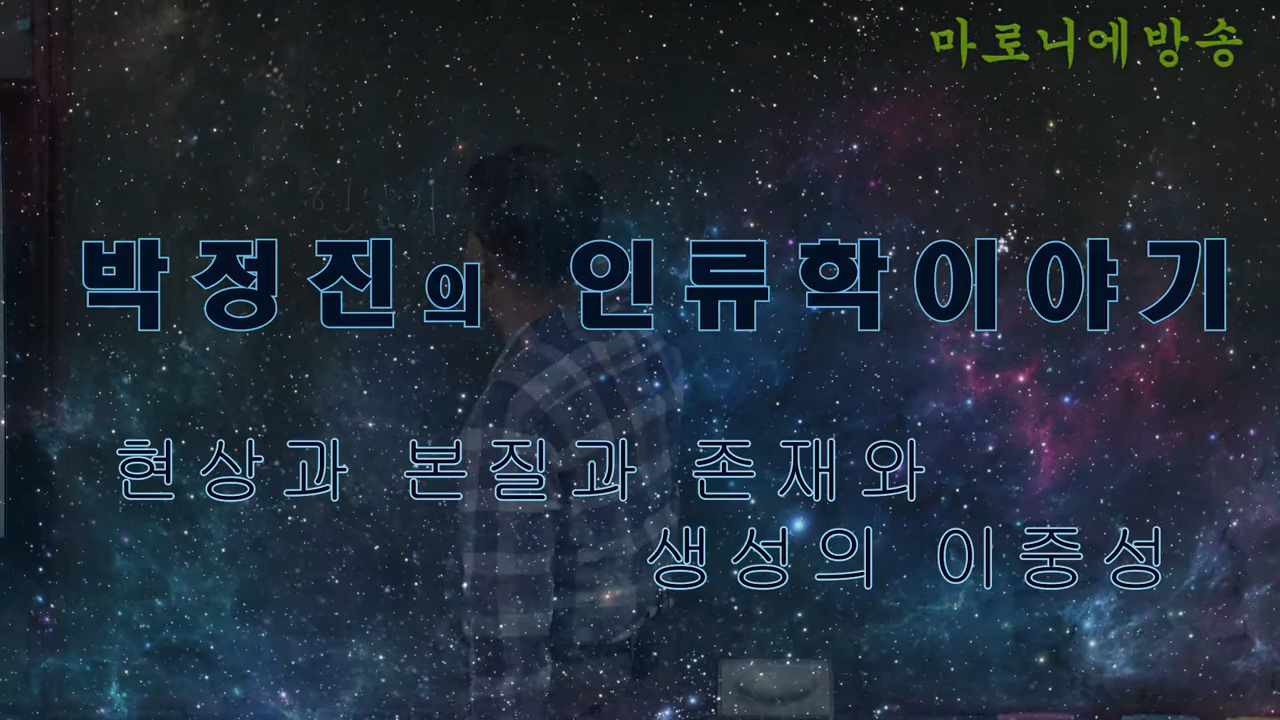 마로니에방송
박정진의 인류학이야기
현상과 본질과 존재와
생성의 이중성